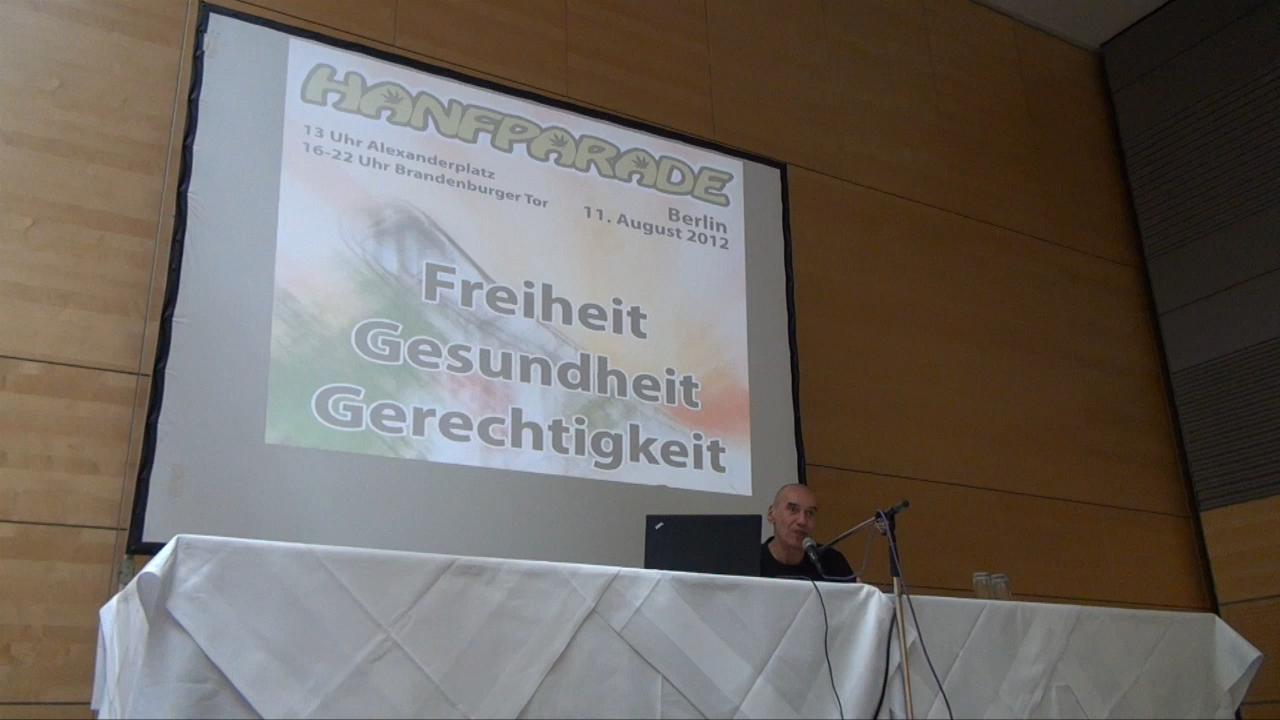 HANFPARADE
13 Uhr Alexanderplatz
16-22 Uhr Brandenburger Tor
Berlin
11. August 2012
Freiheit
Gesundheit
Gerechtigkeit